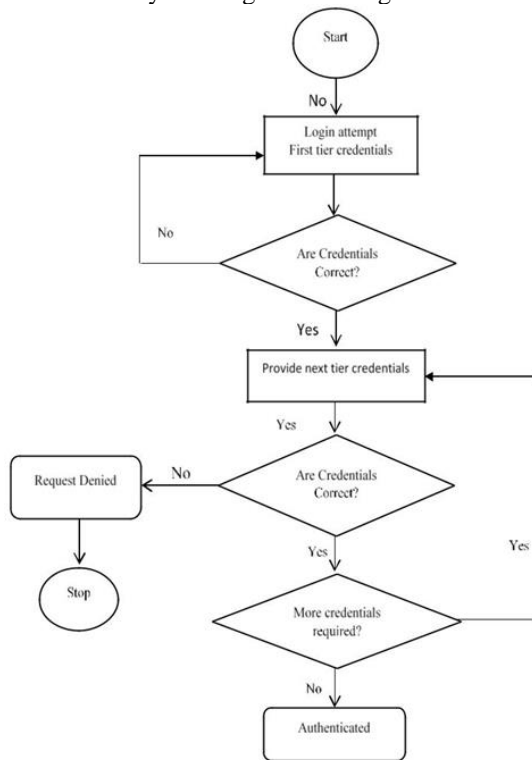 Start
No
Login attempt
First tier credentials
No
Are Credentials
Correct?
Yes
Provide next tier credentials
Yes
Request Denied
No
Are Credentials
Correct?
Stop
Yes
Yes
More credentials
required?
No
Authenticated